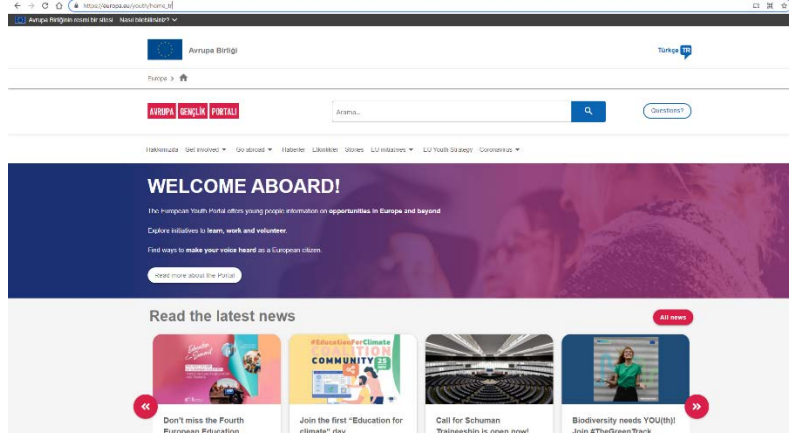 https://europa.eu/youth/home_tr
Avrupa Birliğinin resmi bir sitesi Nasıl bilebilirsiniz?
Avrupa Birliği
Türkçe TR
Europa >
AVRUPA GENÇLİK PORTALI
Arama...
Questions?
Hakkımızda Get involved Go abroad Haberler Etkinlikler Stories EU initiatives EU Youth Strategy Coronavirus
WELCOME ABOARD!
The European Youth Portal offers young people information on opportunities in Europe and beyond
Explore initiatives to learn, work and volunteer.
Find ways to make your voice heard as a European citizen.
Read more about the Portal
Read the latest news
All news
Education On Demand
#EducationForClimate
COALITION
COMMUNITY
25
Don't miss the Fourth
European Education
Join the first "Education for
climate" day
Call for Schuman
Traineeship is open now!
Biodiversity needs YOU(th)!
Join #TheGreenTrack